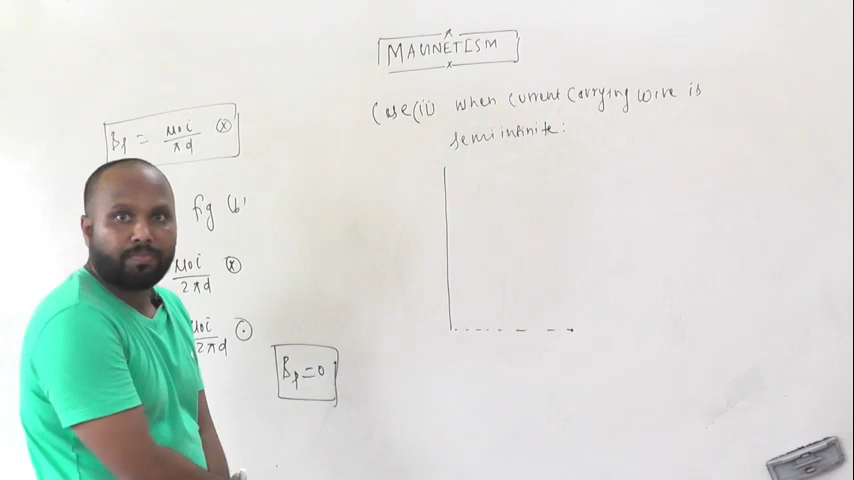 MAGNETISM
Case(ii) when current carrying wire is
semi infinite:
Bp = μ0i/πd ⊗
fig (b)
μ0i/2πd ⊗
μ0i/2πd ⊙
Bp = 0